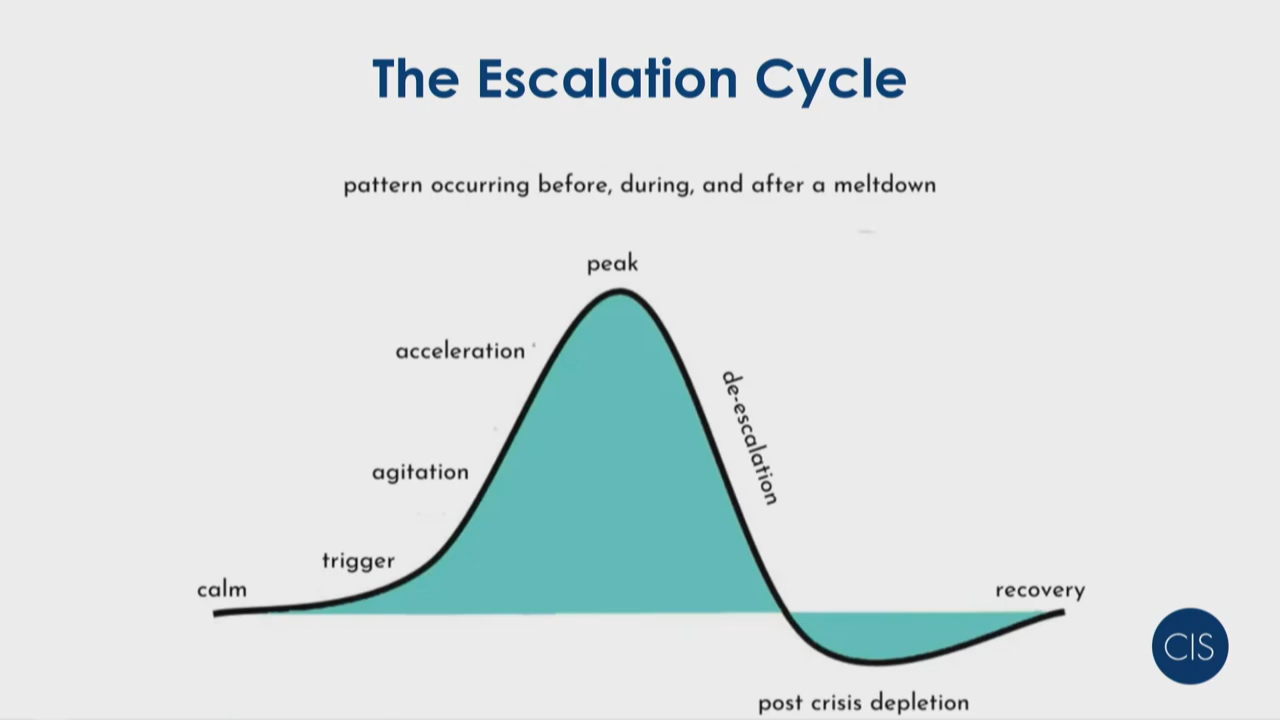 The Escalation Cycle
pattern occurring before, during, and after a meltdown
peak
acceleration
agitation
de-escalation
trigger
calm
recovery
CIS
post crisis depletion